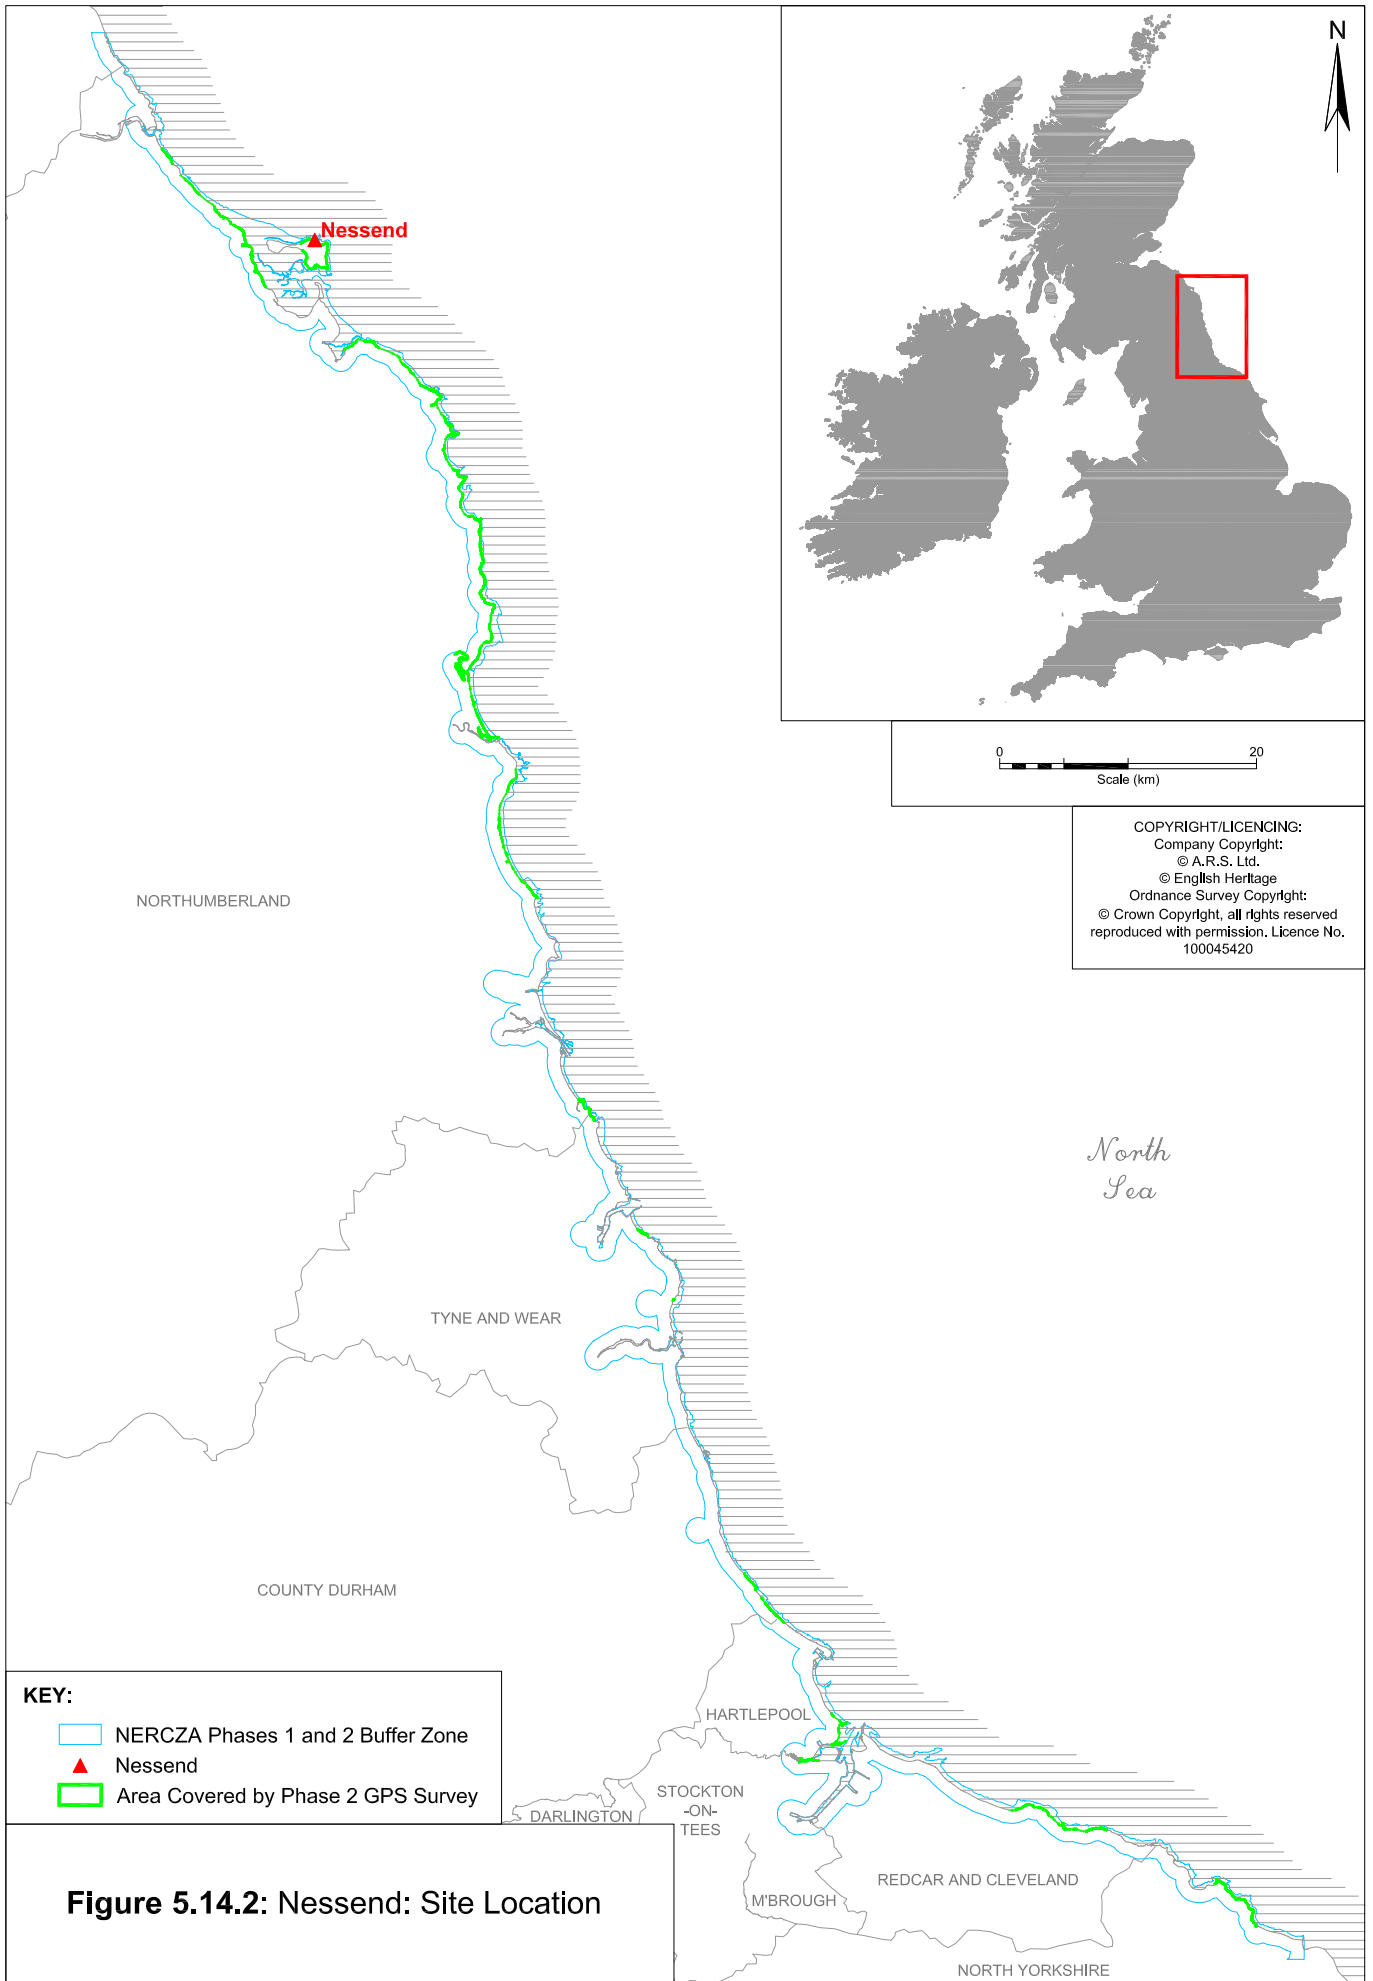 N
Nessend
0 20
Scale (km)
COPYRIGHT/LICENCING:
Company Copyright:
© A.R.S. Ltd.
© English Heritage
Ordnance Survey Copyright:
© Crown Copyright, all rights reserved
reproduced with permission. Licence No.
100045420
NORTHUMBERLAND
North
Sea
TYNE AND WEAR
COUNTY DURHAM
HARTLEPOOL
STOCKTON
-ON-
TEES
DARLINGTON
M'BROUGH
REDCAR AND CLEVELAND
NORTH YORKSHIRE
KEY:
NERCZA Phases 1 and 2 Buffer Zone
Nessend
Area Covered by Phase 2 GPS Survey
Figure 5.14.2: Nessend: Site Location